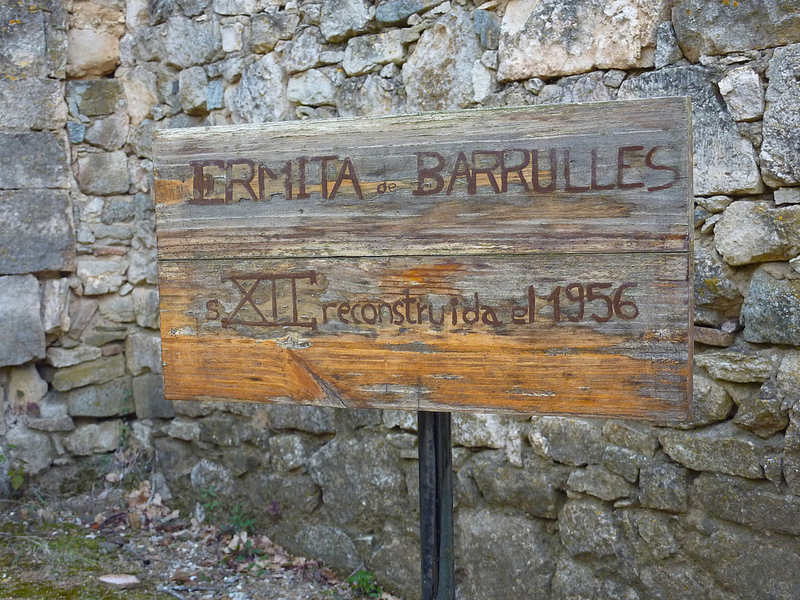 ERMITA de BARRULLES
s. XII reconstruida el 1956